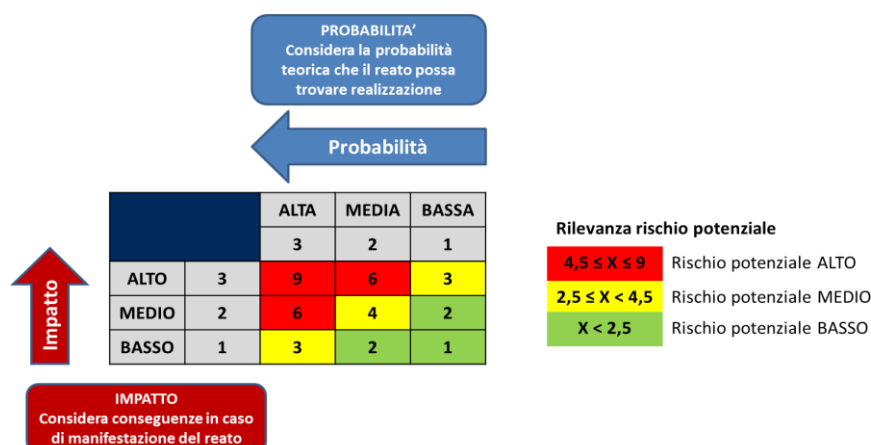 PROBABILITA'
Considera la probabilità
teorica che il reato possa
trovare realizzazione
Probabilità
ALTA MEDIA BASSA
3 2 1
ALTO 3 9 6 3
MEDIO 2 6 4 2
BASSO 1 3 2 1
Impatto
Rilevanza rischio potenziale
4,5 ≤ X ≤ 9 Rischio potenziale ALTO
2,5 ≤ X < 4,5 Rischio potenziale MEDIO
X < 2,5 Rischio potenziale BASSO
IMPATTO
Considera conseguenze in caso
di manifestazione del reato